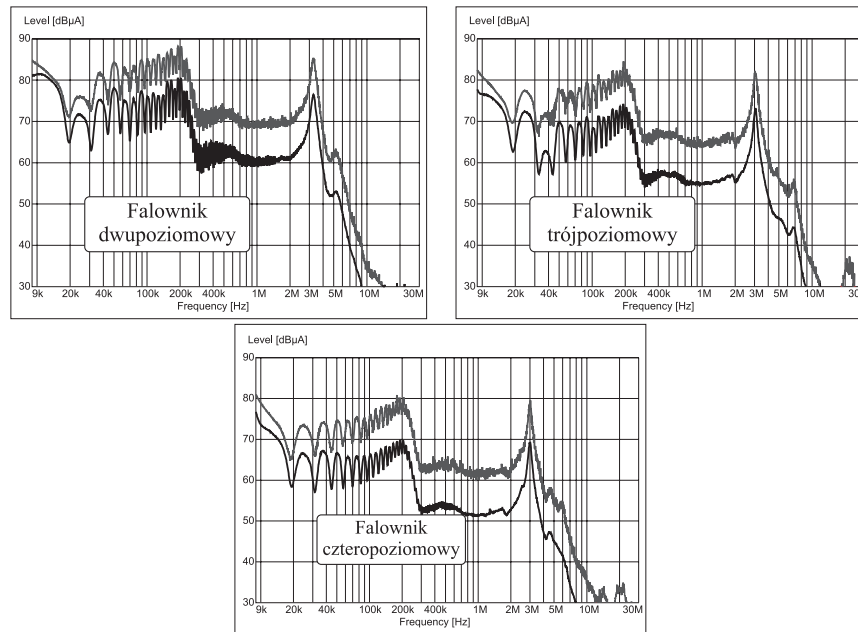 Level [dBµA]
90
80
70
60
50
40
30
Falownik
dwupoziomowy
9k 20k 40k 100k 200k 400k 1M 2M 3M 5M 10M 30M
Frequency [Hz]
Level [dBµA]
90
80
70
60
50
40
30
Falownik
trójpoziomowy
9k 20k 40k 100k 200k 400k 1M 2M 3M 5M 10M 30
Frequency [Hz]
Level [dBµA]
90
80
70
60
50
40
30
Falownik
czteropoziomowy
9k 20k 40k 100k 200k 400k 1M 2M 3M 5M 10M 30M
Frequency [Hz]